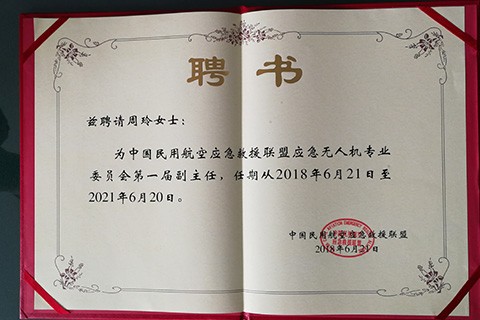 聘书
兹聘请周玲女士：
为中国民用航空应急救援联盟应急无人机专业
委员会第一届副主任，任期从2018年6月21日至
2021年6月20日。
中国民用航空应急救援联盟
2018年6月21日